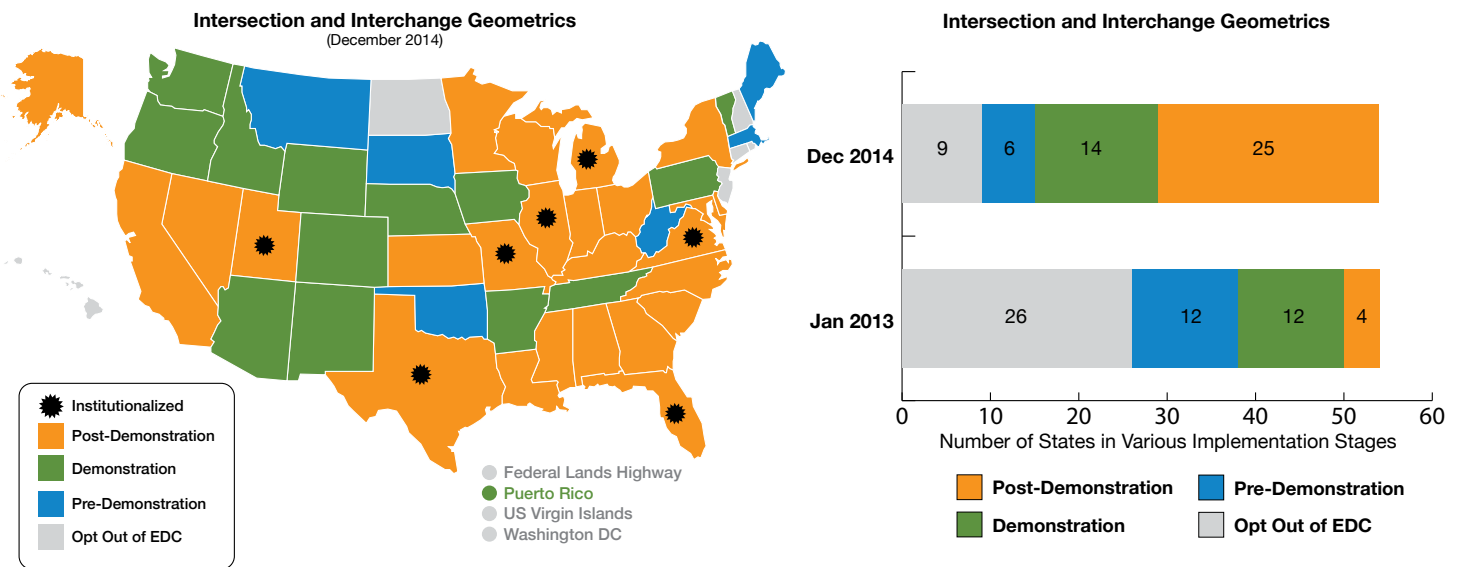 Intersection and Interchange Geometrics
(December 2014)
Institutionalized
Post-Demonstration
Demonstration
Pre-Demonstration
Opt Out of EDC
Federal Lands Highway
Puerto Rico
US Virgin Islands
Washington DC
Intersection and Interchange Geometrics
Dec 2014
9 6 14 25
Jan 2013
26 12 12 4
0 10 20 30 40 50 60
Number of States in Various Implementation Stages
Post-Demonstration Pre-Demonstration
Demonstration Opt Out of EDC